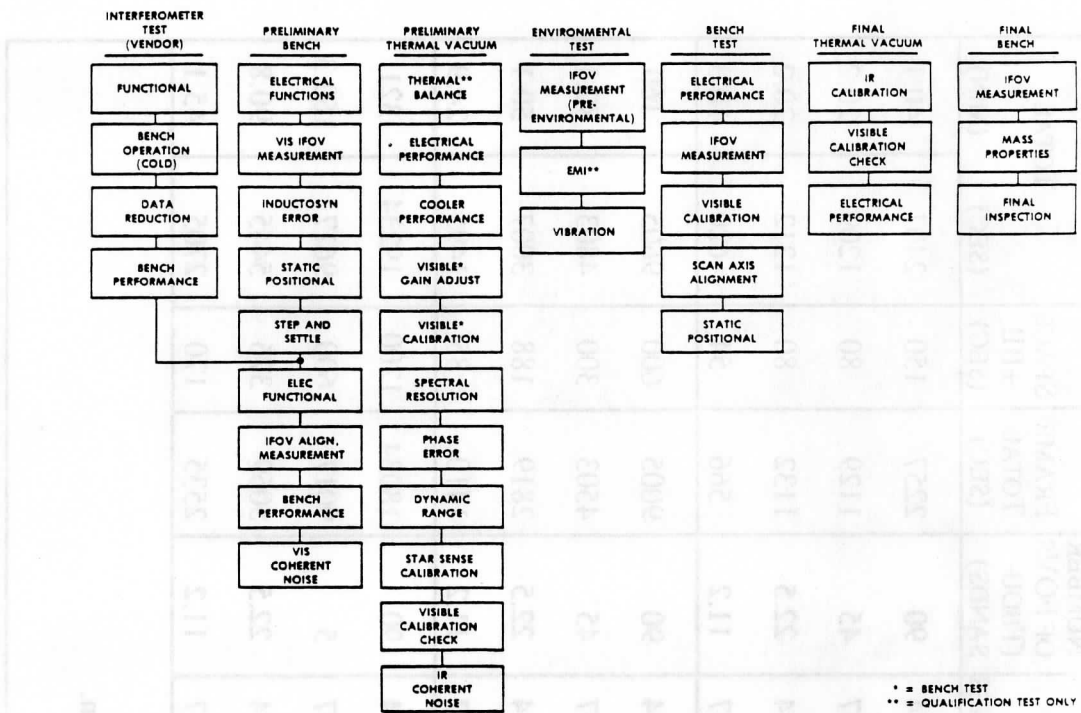 INTERFEROMETER
TEST
(VENDOR)
FUNCTIONAL
BENCH
OPERATION
(COLD)
DATA
REDUCTION
BENCH
PERFORMANCE
PRELIMINARY
BENCH
ELECTRICAL
FUNCTIONS
VIS IFOV
MEASUREMENT
INDUCTOSYN
ERROR
STATIC
POSITIONAL
STEP AND
SETTLE
ELEC
FUNCTIONAL
IFOV ALIGN.
MEASUREMENT
BENCH
PERFORMANCE
VIS
COHERENT
NOISE
PRELIMINARY
THERMAL VACUUM
THERMAL**
BALANCE
ELECTRICAL
PERFORMANCE
COOLER
PERFORMANCE
VISIBLE*
GAIN ADJUST
VISIBLE*
CALIBRATION
SPECTRAL
RESOLUTION
PHASE
ERROR
DYNAMIC
RANGE
STAR SENSE
CALIBRATION
VISIBLE
CALIBRATION
CHECK
IR
COHERENT
NOISE
ENVIRONMENTAL
TEST
IFOV
MEASUREMENT
(PRE-
ENVIRONMENTAL)
EMI**
VIBRATION
BENCH
TEST
ELECTRICAL
PERFORMANCE
IFOV
MEASUREMENT
VISIBLE
CALIBRATION
SCAN AXIS
ALIGNMENT
STATIC
POSITIONAL
FINAL
THERMAL VACUUM
IR
CALIBRATION
VISIBLE
CALIBRATION
CHECK
ELECTRICAL
PERFORMANCE
FINAL
BENCH
IFOV
MEASUREMENT
MASS
PROPERTIES
FINAL
INSPECTION
* = BENCH TEST
** = QUALIFICATION TEST ONLY